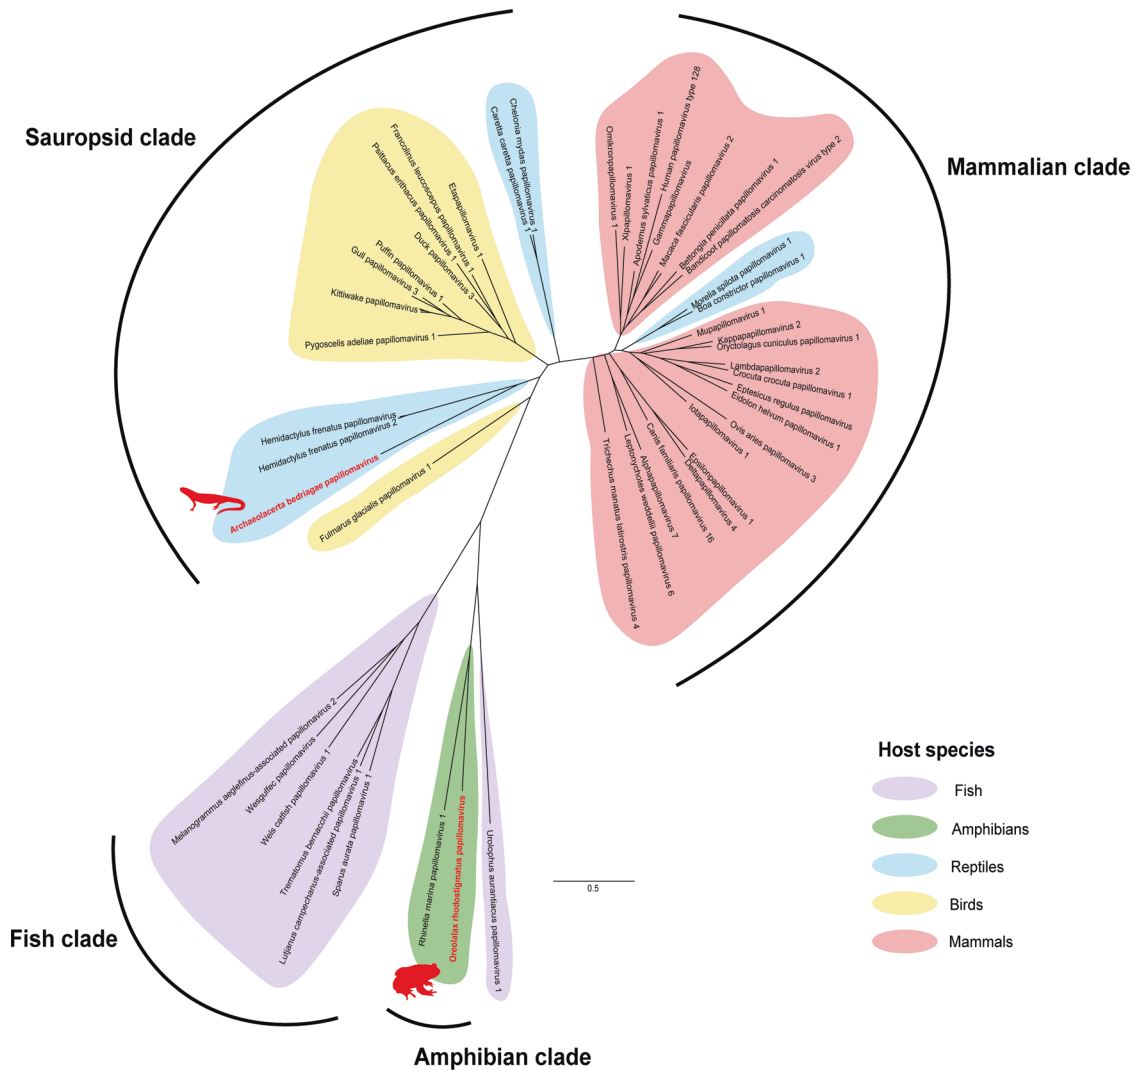 Sauropsid clade
Mammalian clade
Fish clade
Amphibian clade
Francolinus leucoscepus papillomavirus 1
Psittacus erithacus papillomavirus 1
Etapapillomavirus 1
Duck papillomavirus 3
Puffin papillomavirus 1
Gull papillomavirus 3
Kittiwake papillomavirus
Pygoscelis adeliae papillomavirus 1
Chelonia mydas papillomavirus 1
Caretta caretta papillomavirus 1
Hemidactylus frenatus papillomavirus
Hemidactylus frenatus papillomavirus 2
Archaeolacerta bedriagae papillomavirus
Fulmarus glacialis papillomavirus 1
Omikronpapillomavirus 1
Xipapillomavirus 1
Apodemus sylvaticus papillomavirus 1
Human papillomavirus type 128
Gammapapillomavirus
Macaca fascicularis papillomavirus 2
Bettongia penicillata papillomavirus 1
Bandicoot papillomatosis carcinomatosis virus type 2
Morelia spilota papillomavirus 1
Boa constrictor papillomavirus 1
Mupapillomavirus 1
Kappapapillomavirus 2
Oryctolagus cuniculus papillomavirus 1
Lambdapapillomavirus 2
Crocuta crocuta papillomavirus 1
Eptesicus regulus papillomavirus
Eidolon helvum papillomavirus 1
Ovis aries papillomavirus 3
Iotapapillomavirus 1
Epsilonpapillomavirus 1
Deltapapillomavirus 4
Canis familiaris papillomavirus 16
Alphapapillomavirus 7
Leptonychotes weddellii papillomavirus 6
Trichechus manatus latirostris papillomavirus 4
Melanogrammus aeglefinus-associated papillomavirus 2
Wesgulfec papillomavirus
Wels catfish papillomavirus 1
Trematomus bernacchii papillomavirus
Lutjanus campechanus-associated papillomavirus 1
Sparus aurata papillomavirus 1
Rhinella marina papillomavirus 1
Oreolalax rhodostigmatus papillomavirus
Urolophus aurantiacus papillomavirus 1
0.5
Host species
Fish
Amphibians
Reptiles
Birds
Mammals